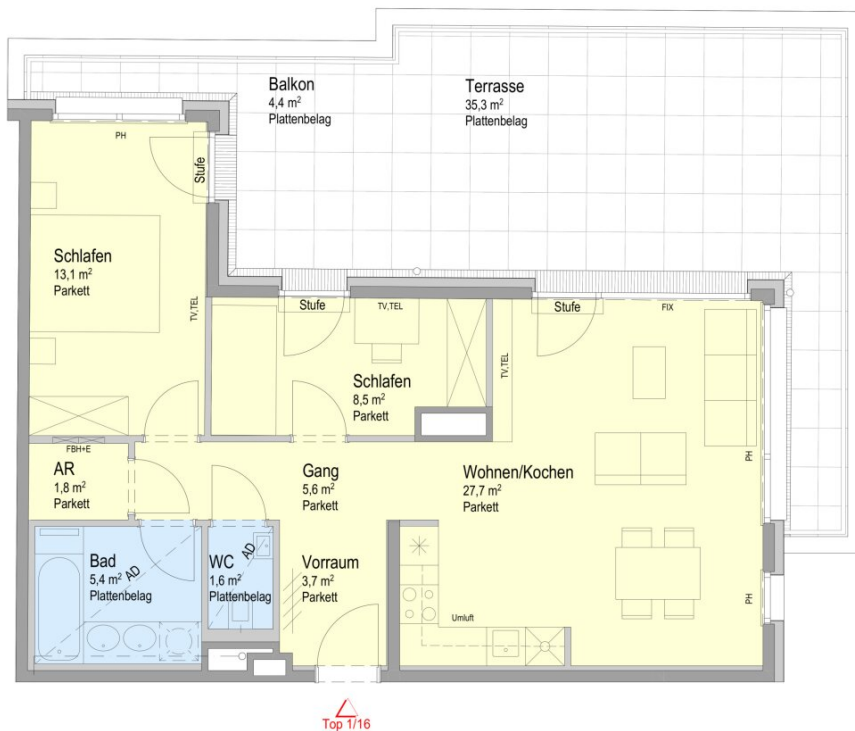 Balkon
4,4 m²
Plattenbelag
Terrasse
35,3 m²
Plattenbelag
PH
Stufe
Schlafen
13,1 m²
Parkett
TV,TEL
Stufe
TV,TEL
Schlafen
8,5 m²
Parkett
Stufe
FIX
TV,TEL
PH
FBH+E
AR
1,8 m²
Parkett
Gang
5,6 m²
Parkett
Wohnen/Kochen
27,7 m²
Parkett
Bad
5,4 m²
Plattenbelag
AD
WC
1,6 m²
Plattenbelag
AD
Vorraum
3,7 m²
Parkett
Umluft
PH
Top 1/16